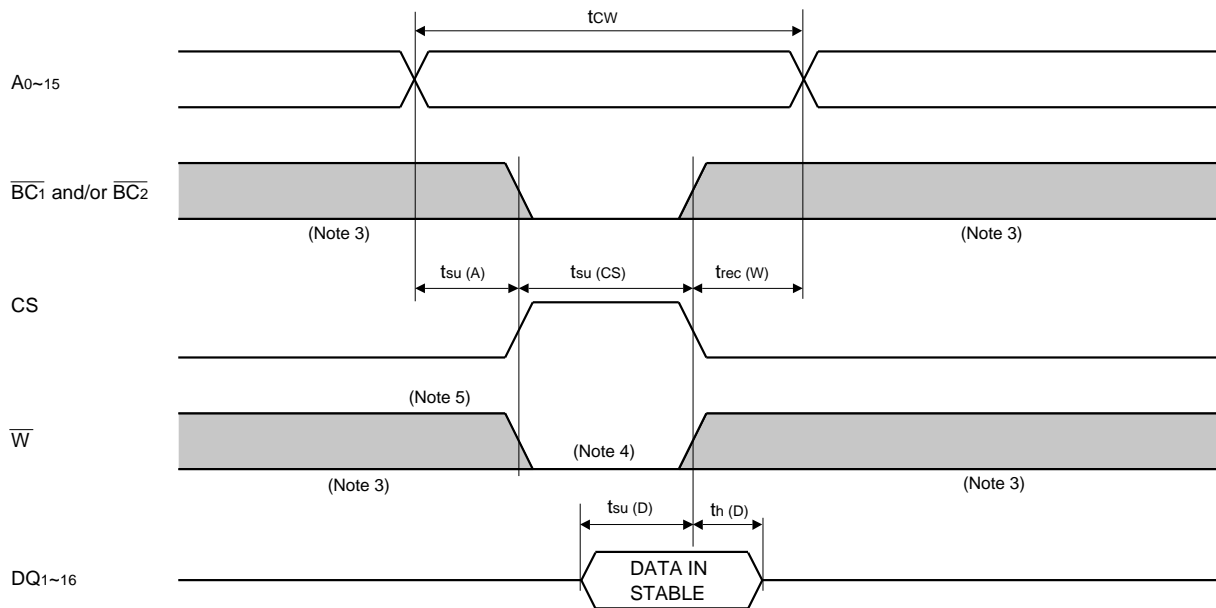 tCW
A0~15
BC1 and/or BC2
(Note 3)
(Note 3)
tsu (A)
tsu (CS)
trec (W)
CS
(Note 5)
W
(Note 4)
(Note 3)
(Note 3)
tsu (D)
th (D)
DQ1~16
DATA IN
STABLE